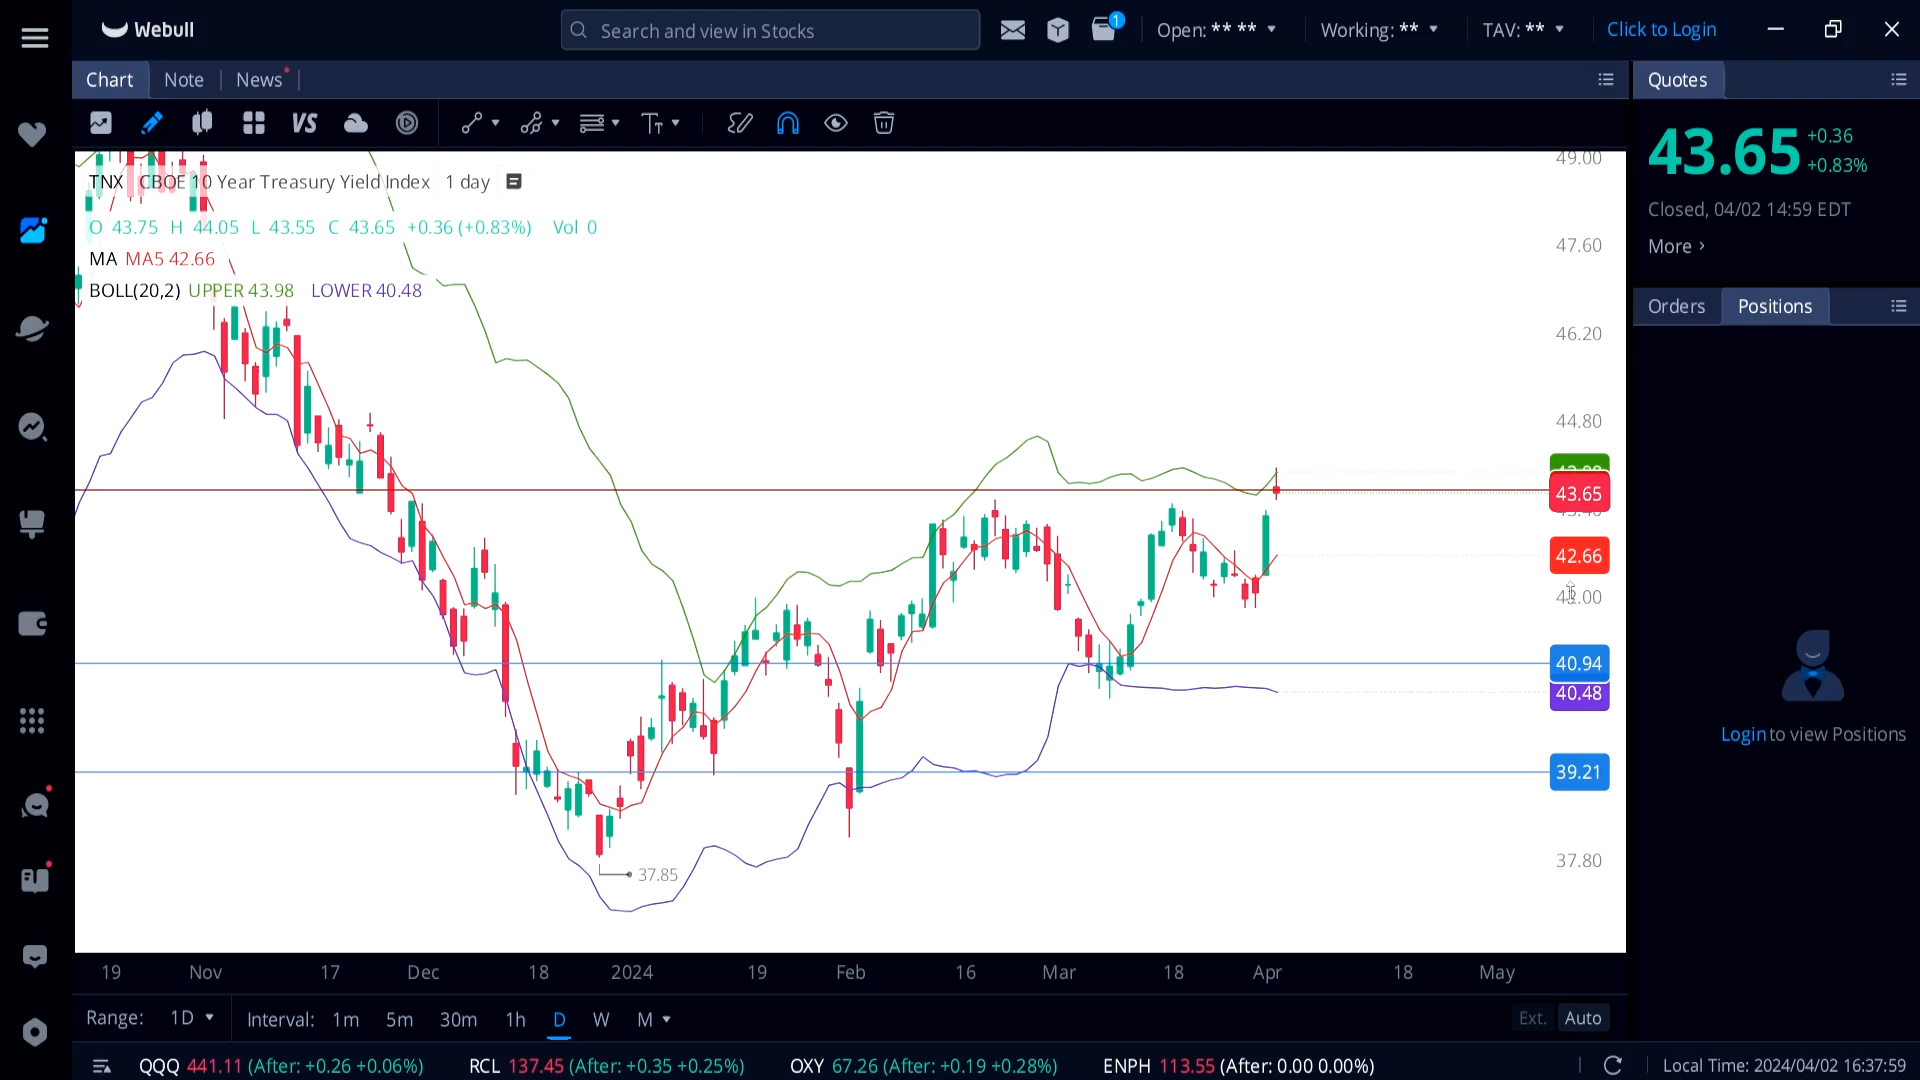 Webull
Search and view in Stocks
1
Open: ** **
Working: **
TAV: **
Click to Login
Chart
Note
News
Quotes
VS
43.65
+0.36
+0.83%
Closed, 04/02 14:59 EDT
More
Orders
Positions
Login to view Positions
TNX CBOE 10 Year Treasury Yield Index 1 day
O 43.75 H 44.05 L 43.55 C 43.65 +0.36 (+0.83%) Vol 0
MA MA5 42.66
BOLL(20,2) UPPER 43.98 LOWER 40.48
49.00
47.60
46.20
44.80
43.65
42.66
40.94
40.48
39.21
37.80
37.85
19 Nov 17 Dec 18 2024 19 Feb 16 Mar 18 Apr 18 May
Range: 1D
Interval: 1m 5m 30m 1h D W M
Ext. Auto
QQQ 441.11 (After: +0.26 +0.06%)
RCL 137.45 (After: +0.35 +0.25%)
OXY 67.26 (After: +0.19 +0.28%)
ENPH 113.55 (After: 0.00 0.00%)
Local Time: 2024/04/02 16:37:59